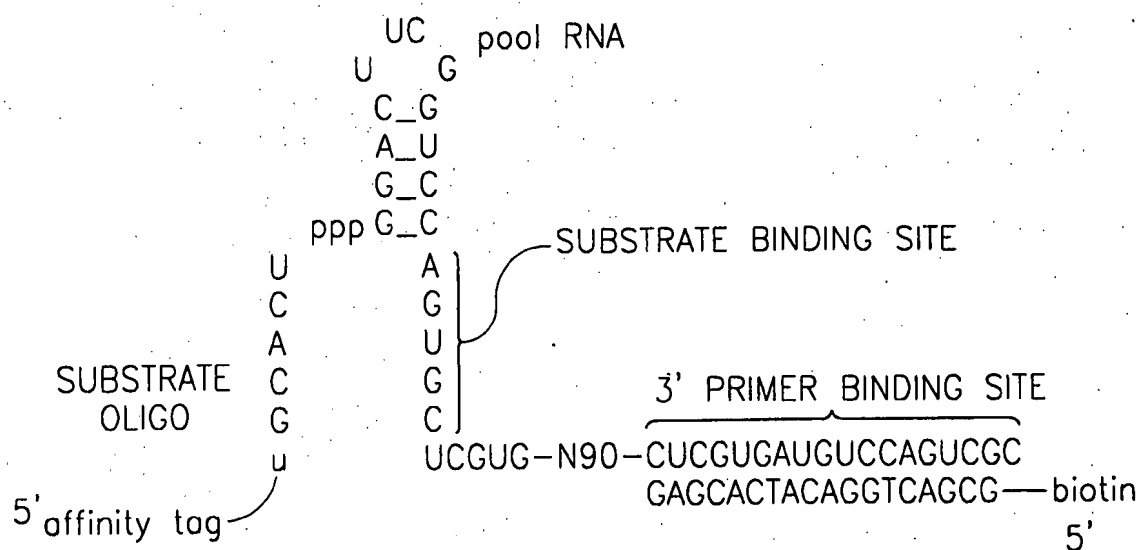 UC
pool RNA
U G
C_G
A_U
G_C
ppp G_C
SUBSTRATE BINDING SITE
U A
C G
A U
C G
G C
u
SUBSTRATE
OLIGO
5' affinity tag
3' PRIMER BINDING SITE
UCGUG-N90-CUCGUGAUGUCCAGUCGC
GAGCACTACAGGTCAGCG—biotin
5'